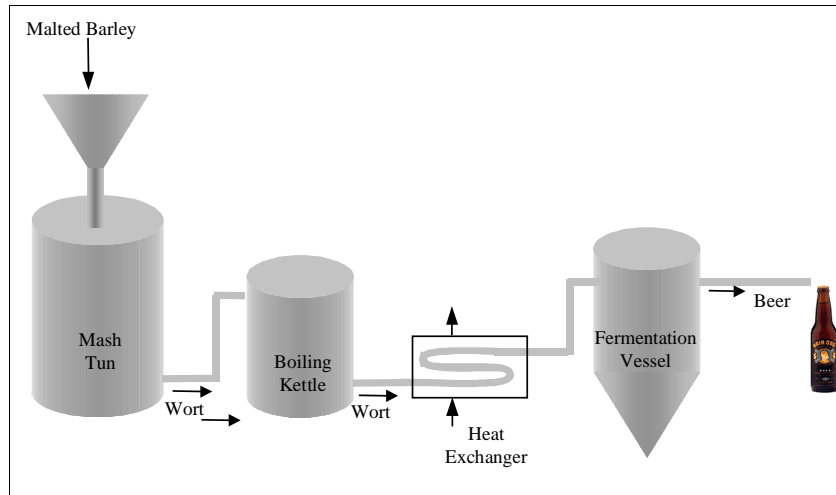 Malted Barley
Mash
Tun
Wort
Boiling
Kettle
Wort
Heat
Exchanger
Fermentation
Vessel
Beer